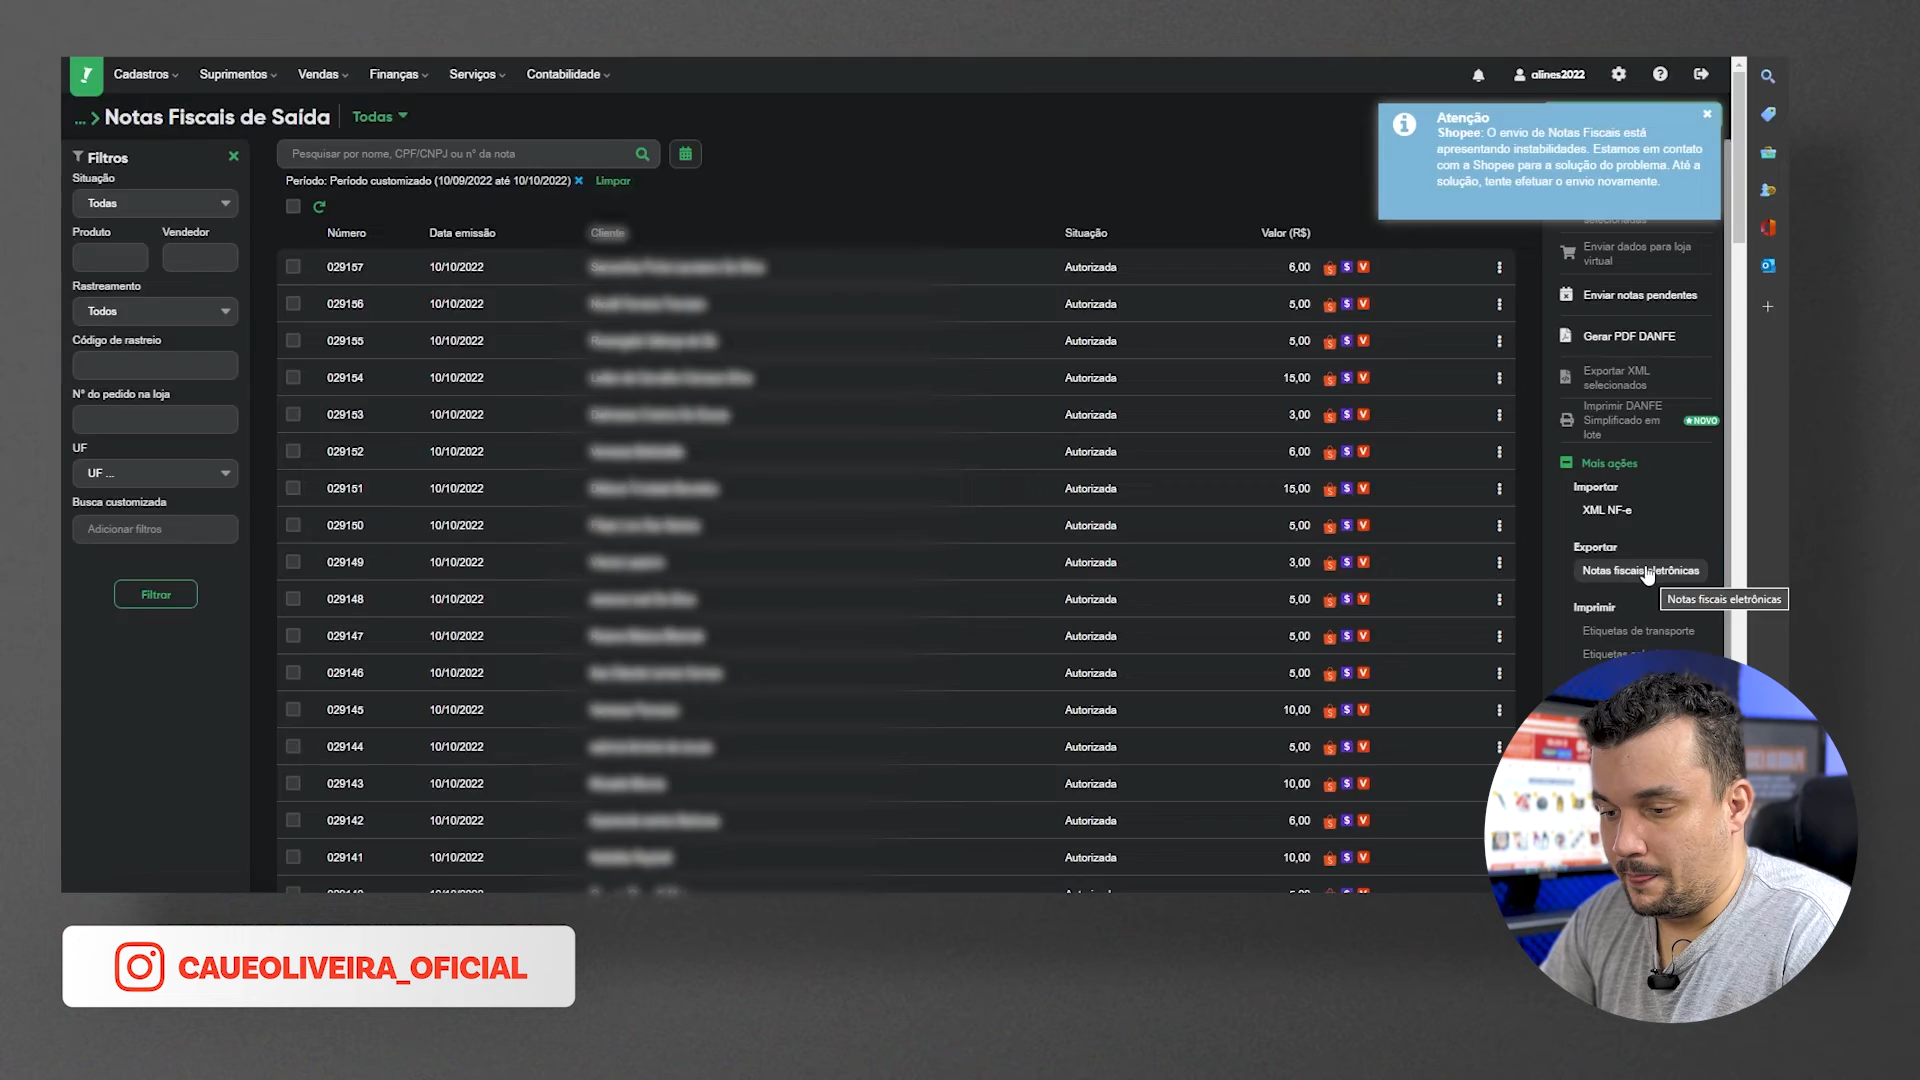 Cadastros
Suprimentos
Vendas
Finanças
Serviços
Contabilidade
alines2022
... > Notas Fiscais de Saída
Todas
Filtros
Situação
Todas
Produto
Vendedor
Rastreamento
Todos
Código de rastreio
N° do pedido na loja
UF
UF ...
Busca customizada
Adicionar filtros
Filtrar
Pesquisar por nome, CPF/CNPJ ou n° da nota
Período: Período customizado (10/09/2022 até 10/10/2022)
Limpar
Número Data emissão Cliente Situação Valor (R$)
029157 10/10/2022 Autorizada 6,00
029156 10/10/2022 Autorizada 5,00
029155 10/10/2022 Autorizada 5,00
029154 10/10/2022 Autorizada 15,00
029153 10/10/2022 Autorizada 3,00
029152 10/10/2022 Autorizada 6,00
029151 10/10/2022 Autorizada 15,00
029150 10/10/2022 Autorizada 5,00
029149 10/10/2022 Autorizada 3,00
029148 10/10/2022 Autorizada 5,00
029147 10/10/2022 Autorizada 5,00
029146 10/10/2022 Autorizada 5,00
029145 10/10/2022 Autorizada 10,00
029144 10/10/2022 Autorizada 5,00
029143 10/10/2022 Autorizada 10,00
029142 10/10/2022 Autorizada 6,00
029141 10/10/2022 Autorizada 10,00
Atenção
Shopee: O envio de Notas Fiscais está
apresentando instabilidades. Estamos em contato
com a Shopee para a solução do problema. Até a
solução, tente efetuar o envio novamente.
selecionadas
Enviar dados para loja
virtual
Enviar notas pendentes
Gerar PDF DANFE
Exportar XML
selecionados
Imprimir DANFE
Simplificado em
lote
NOVO
Mais ações
Importar
XML NF-e
Exportar
Notas fiscais eletrônicas
Notas fiscais eletrônicas
Imprimir
Etiquetas de transporte
Etiquetas
CAUEOLIVEIRA_OFICIAL